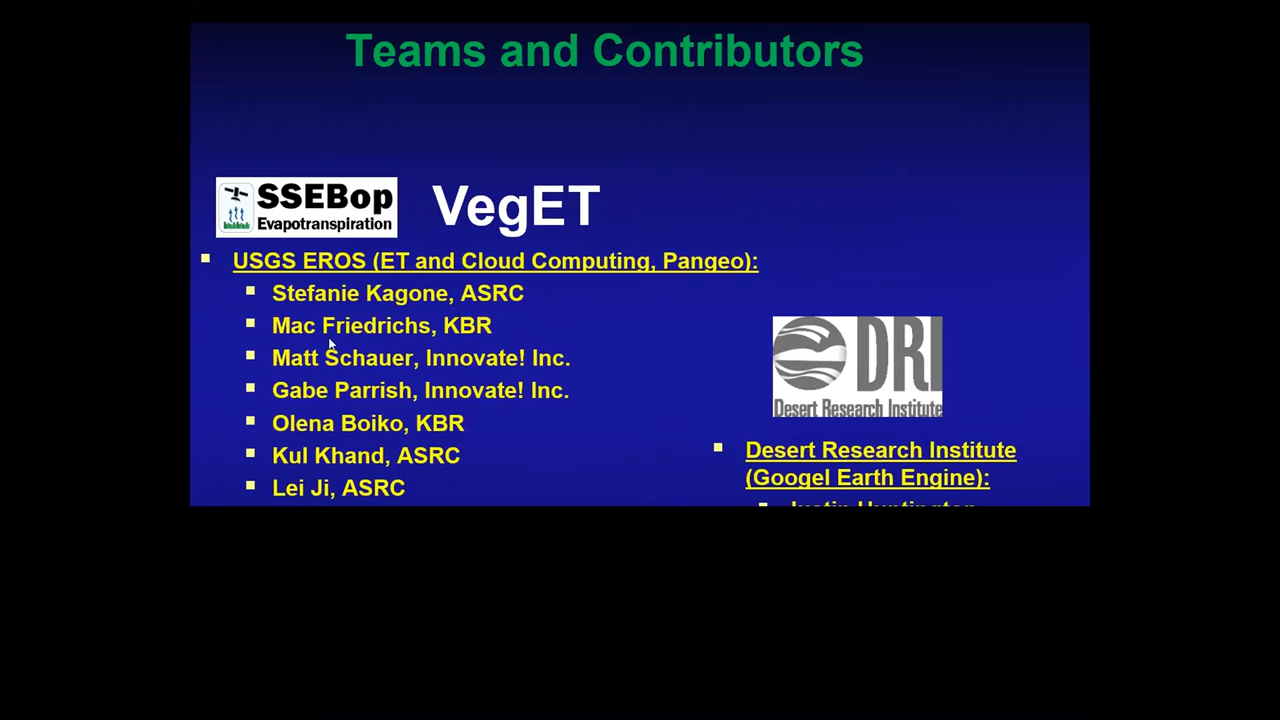 Teams and Contributors
SSEBop
Evapotranspiration
VegET
USGS EROS (ET and Cloud Computing, Pangeo):
Stefanie Kagone, ASRC
Mac Friedrichs, KBR
Matt Schauer, Innovate! Inc.
Gabe Parrish, Innovate! Inc.
Olena Boiko, KBR
Kul Khand, ASRC
Lei Ji, ASRC
DRI
Desert Research Institute
Desert Research Institute
(Googel Earth Engine):
Justin Huntington